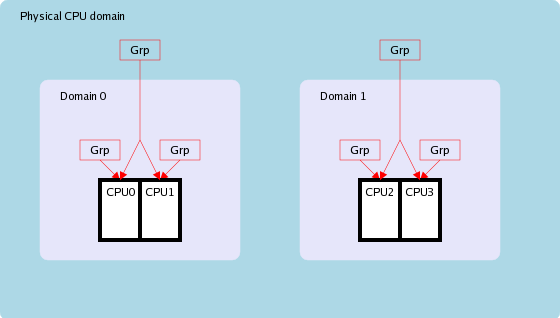 Physical CPU domain
Grp
Grp
Domain 0
Domain 1
Grp
Grp
Grp
Grp
CPU0
CPU1
CPU2
CPU3